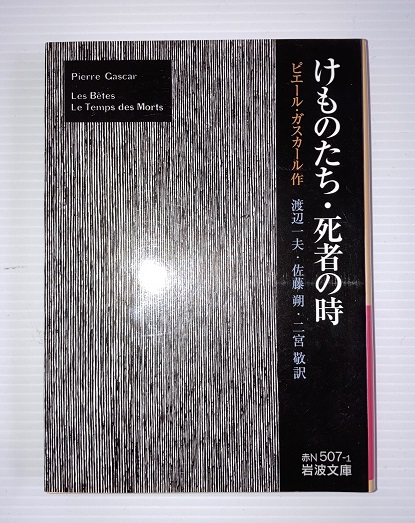 Pierre Gascar
Les Bêtes
Le Temps des Morts
けものたち・死者の時
ピエール・ガスカール作
渡辺一夫・佐藤 朔・二宮 敬訳
赤N507-1
岩波文庫